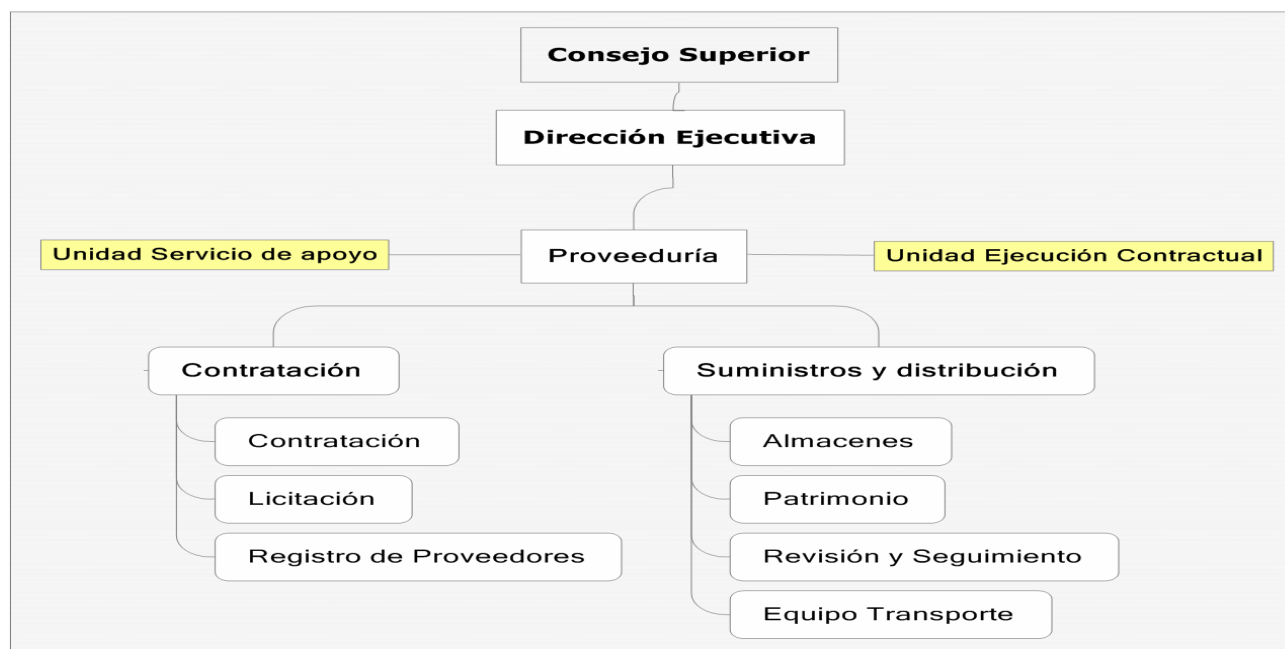 Consejo Superior
Dirección Ejecutiva
Unidad Servicio de apoyo
Proveeduría
Unidad Ejecución Contractual
Contratación
Suministros y distribución
Contratación
Licitación
Registro de Proveedores
Almacenes
Patrimonio
Revisión y Seguimiento
Equipo Transporte